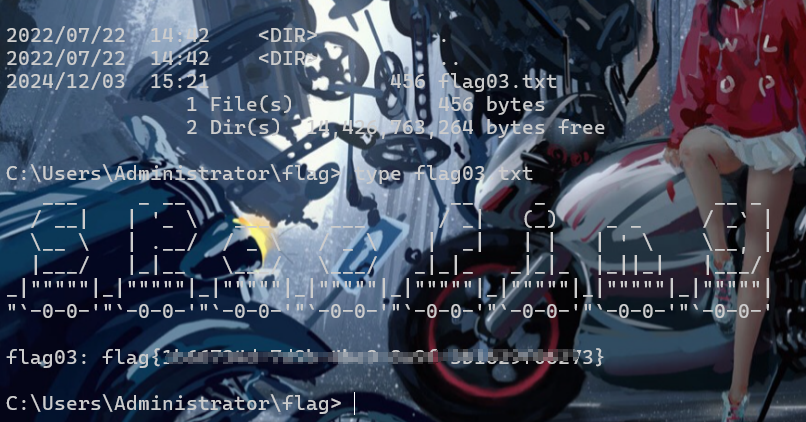 2022/07/22 14:42 <DIR> .
2022/07/22 14:42 <DIR> ..
2024/12/03 15:21 456 flag03.txt
1 File(s) 456 bytes
2 Dir(s) 14,426,763,264 bytes free
C:\Users\Administrator\flag> type flag03.txt
flag03: flag{
C:\Users\Administrator\flag>